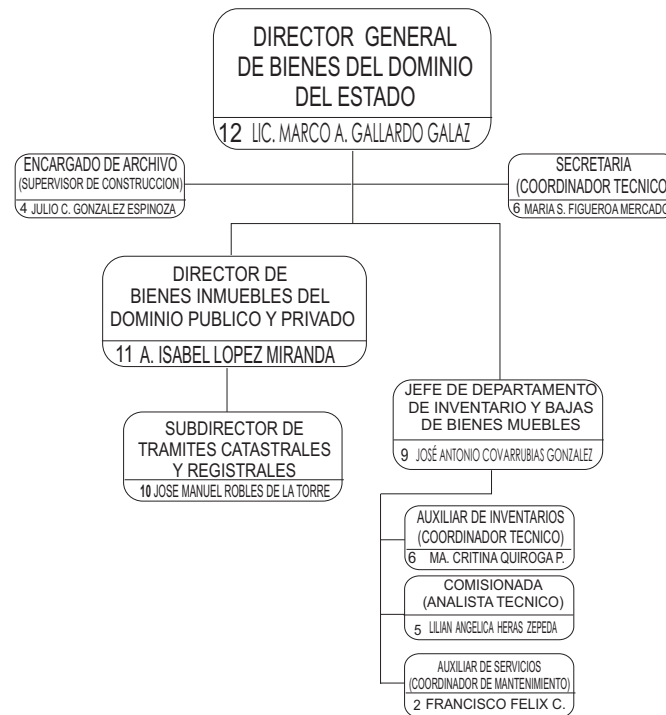 DIRECTOR GENERAL
DE BIENES DEL DOMINIO
DEL ESTADO
12 LIC. MARCO A. GALLARDO GALAZ
ENCARGADO DE ARCHIVO
(SUPERVISOR DE CONSTRUCCION)
4 JULIO C. GONZALEZ ESPINOZA
SECRETARIA
(COORDINADOR TECNICO)
6 MARIA S. FIGUEROA MERCADO
DIRECTOR DE
BIENES INMUEBLES DEL
DOMINIO PUBLICO Y PRIVADO
11 A. ISABEL LOPEZ MIRANDA
SUBDIRECTOR DE
TRAMITES CATASTRALES
Y REGISTRALES
10 JOSE MANUEL ROBLES DE LA TORRE
JEFE DE DEPARTAMENTO
DE INVENTARIO Y BAJAS
DE BIENES MUEBLES
9 JOSÉ ANTONIO COVARRUBIAS GONZALEZ
AUXILIAR DE INVENTARIOS
(COORDINADOR TECNICO)
6 MA. CRITINA QUIROGA P.
COMISIONADA
(ANALISTA TECNICO)
5 LILIAN ANGELICA HERAS ZEPEDA
AUXILIAR DE SERVICIOS
(COORDINADOR DE MANTENIMIENTO)
2 FRANCISCO FELIX C.